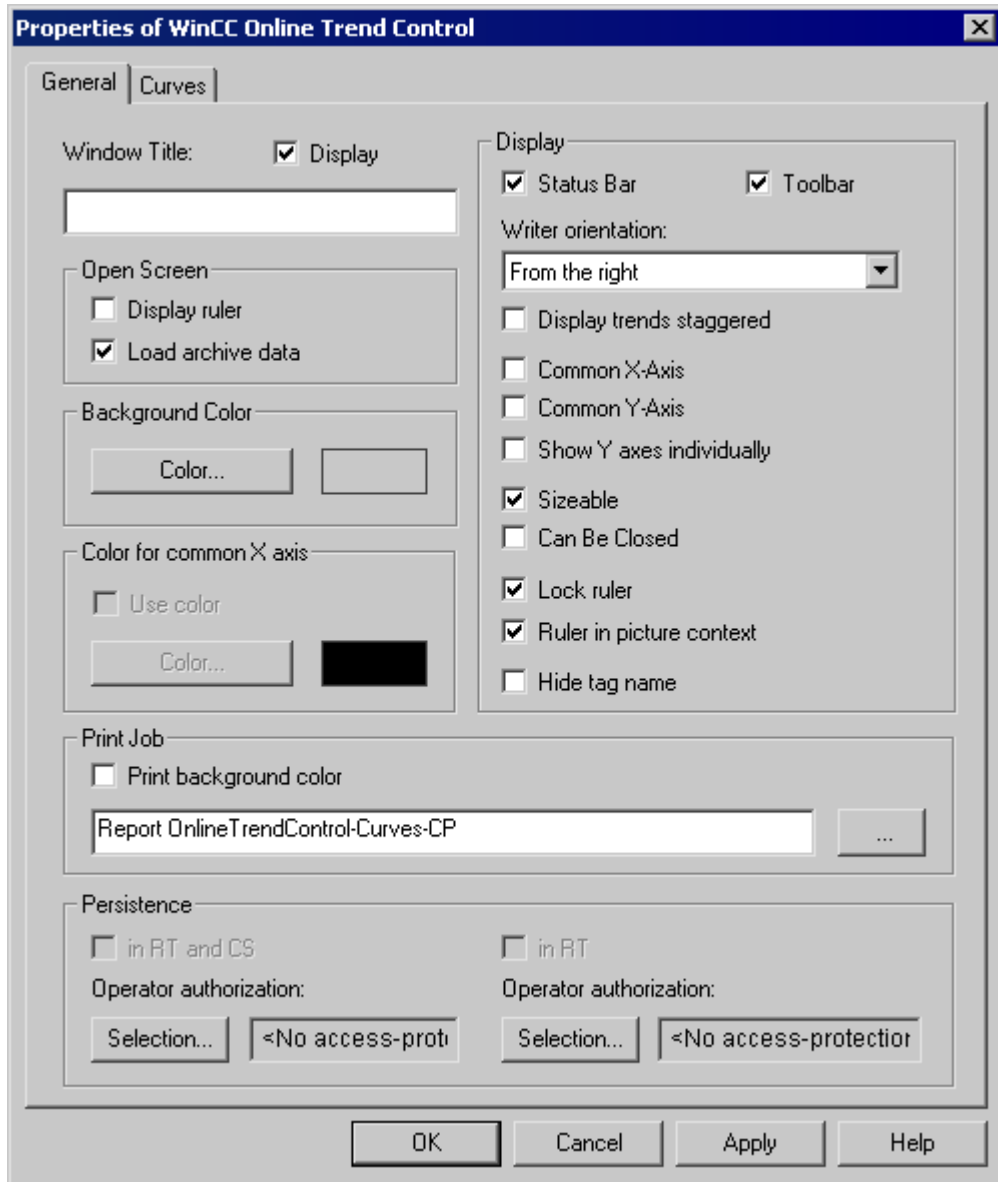 Properties of WinCC Online Trend Control
General
Curves
Window Title:
Display
Open Screen
Display ruler
Load archive data
Background Color
Color...
Color for common X axis
Use color
Color...
Display
Status Bar
Toolbar
Writer orientation:
From the right
Display trends staggered
Common X-Axis
Common Y-Axis
Show Y axes individually
Sizeable
Can Be Closed
Lock ruler
Ruler in picture context
Hide tag name
Print Job
Print background color
Report OnlineTrendControl-Curves-CP
...
Persistence
in RT and CS
in RT
Operator authorization:
Operator authorization:
Selection...
<No access-prot
Selection...
<No access-protection
OK
Cancel
Apply
Help